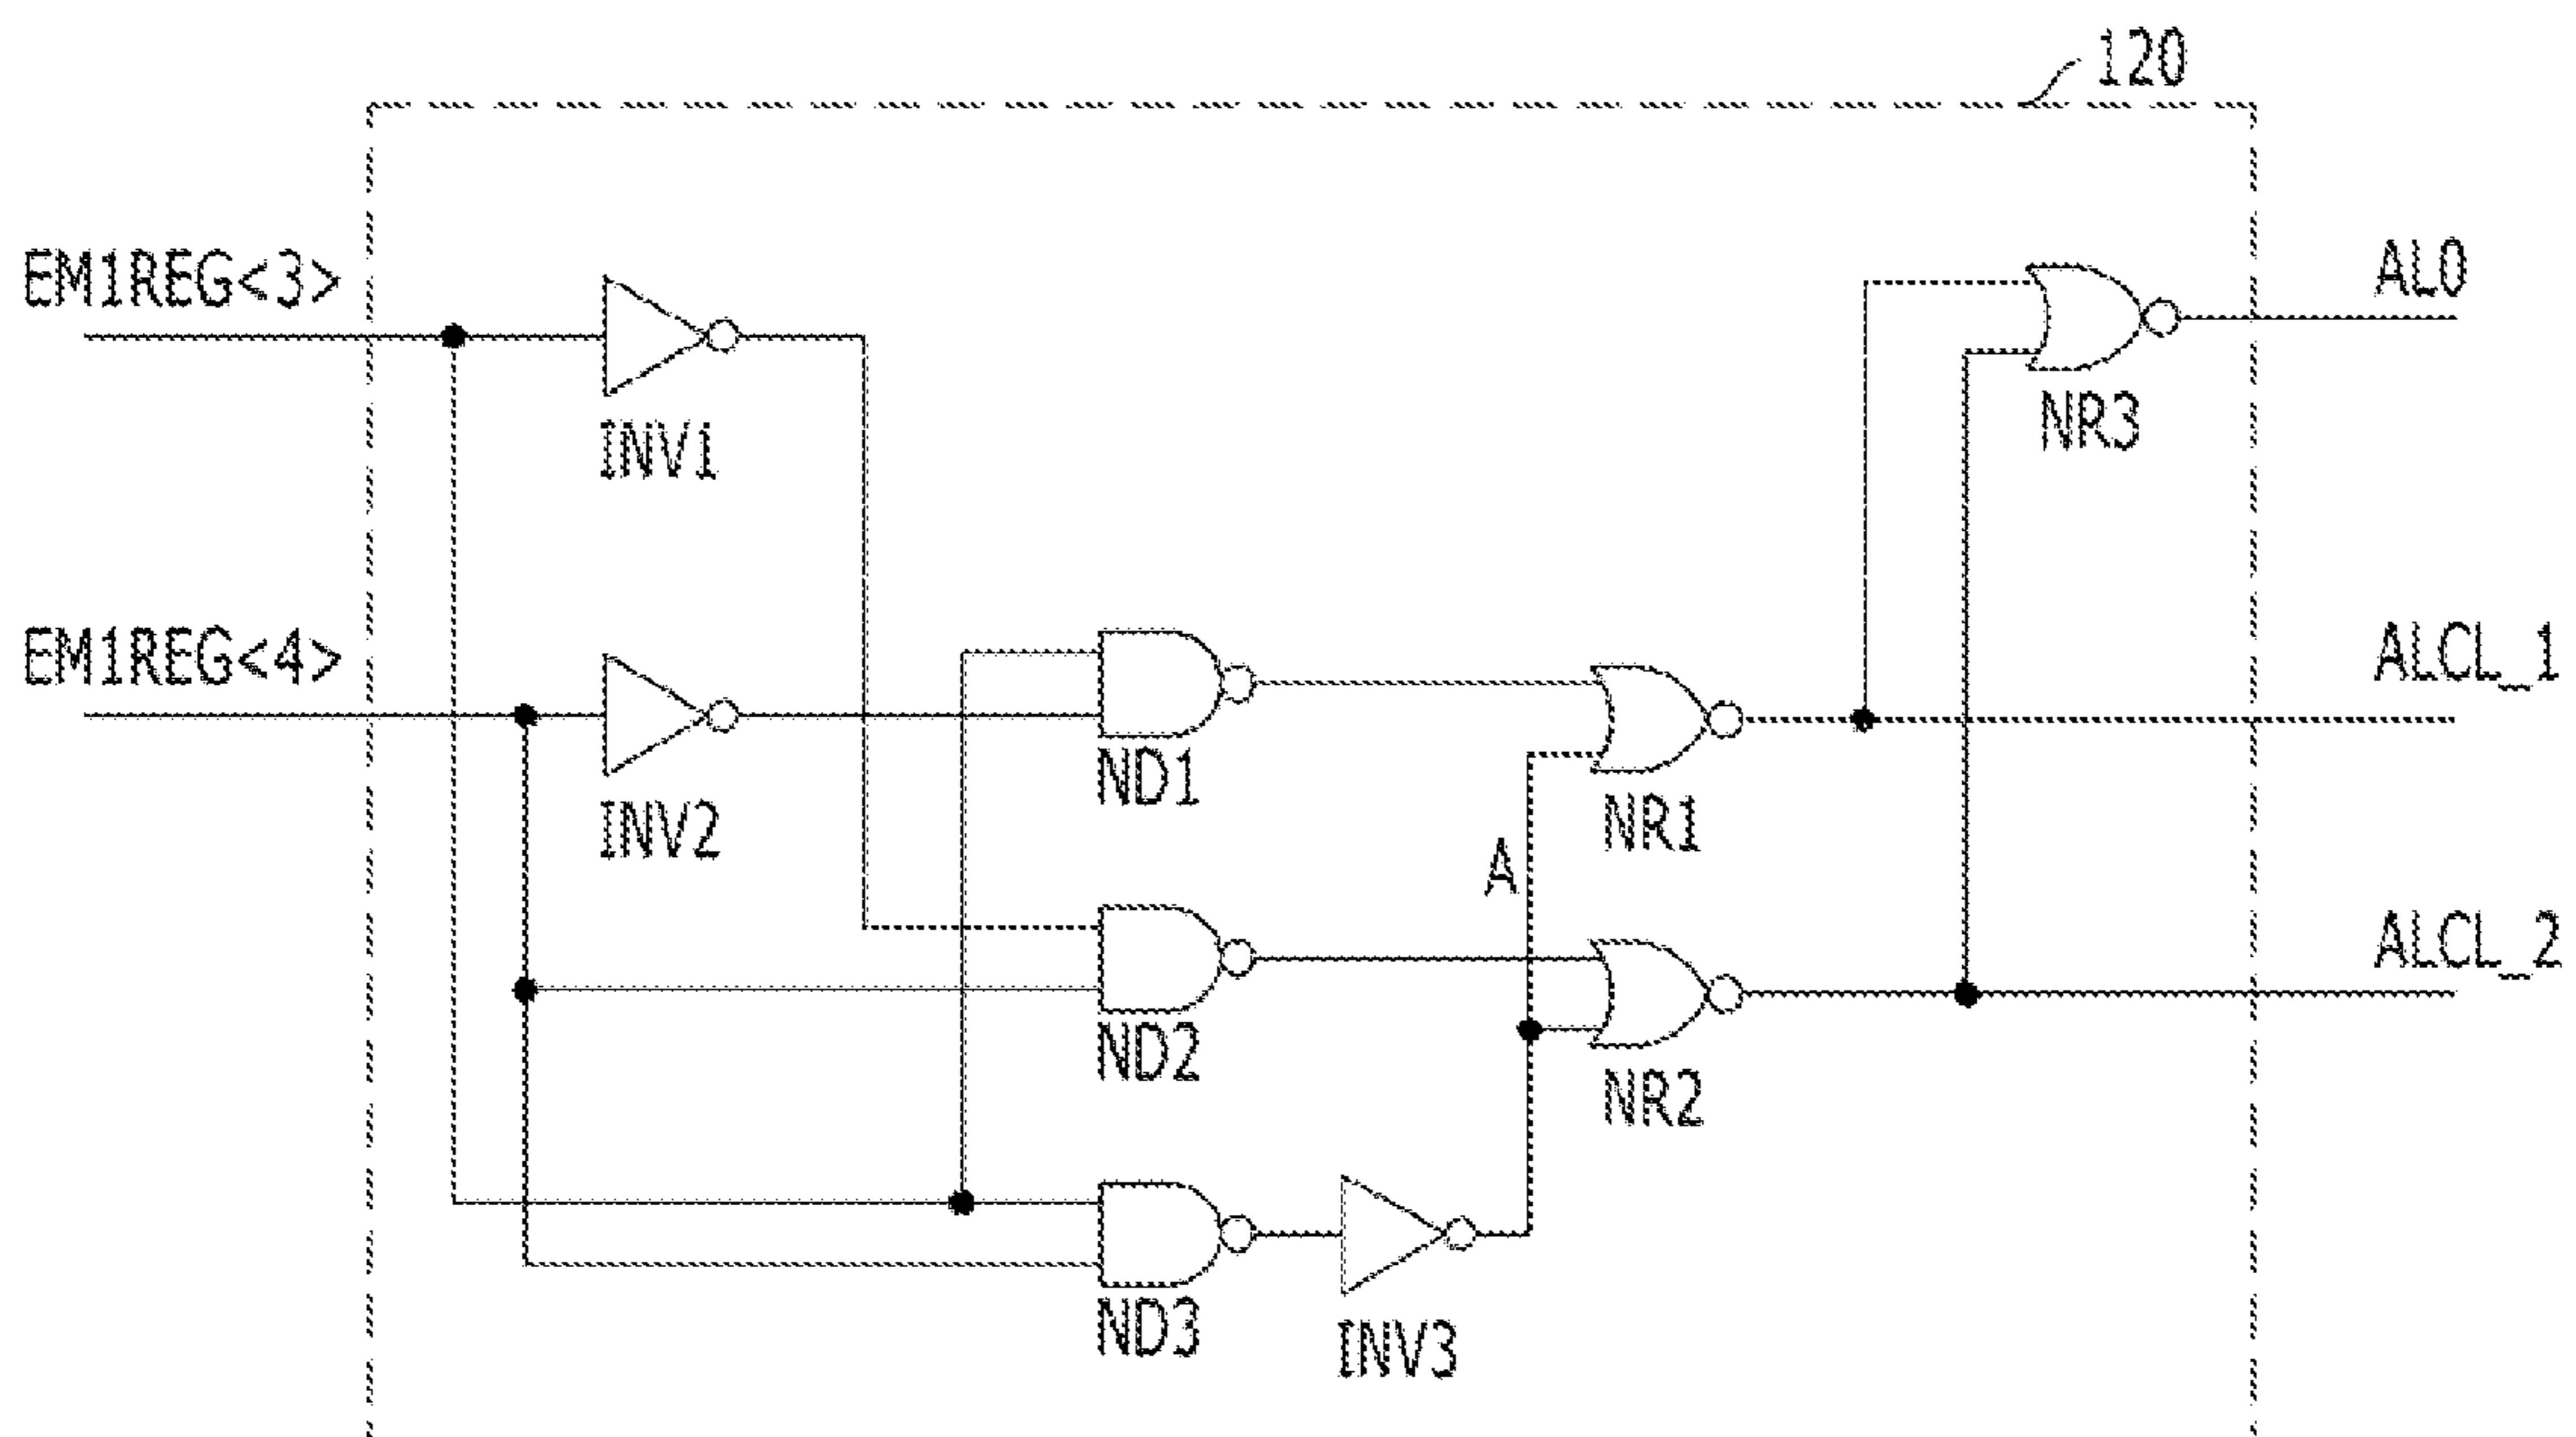 120
EM1REG<3>
AL0
INV1
NR3
EM1REG<4>
ALCL_1
INV2
ND1
NR1
A
ALCL_2
ND2
NR2
ND3
INV3